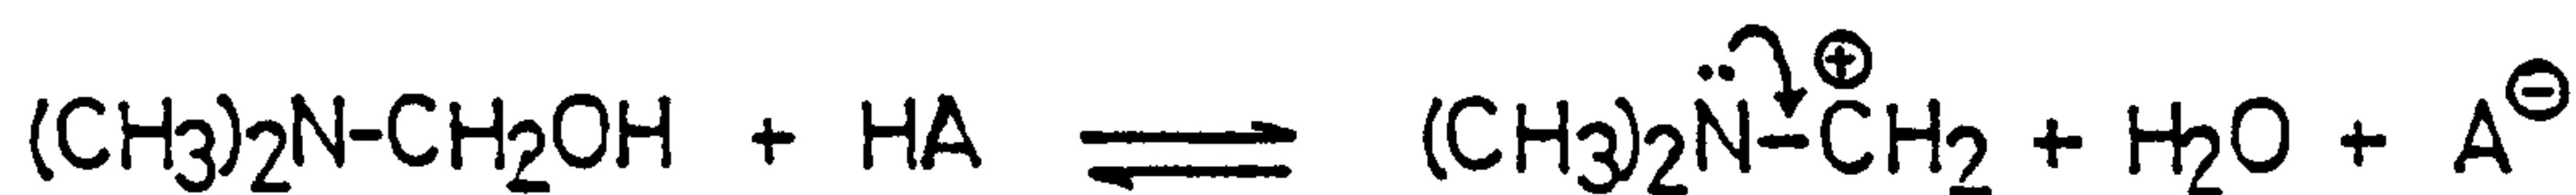 (CH₃)₂N-CH₂OH + HA ⇌ (CH₃)₂N̈-C⊕H₂ + H₂O + A⊖